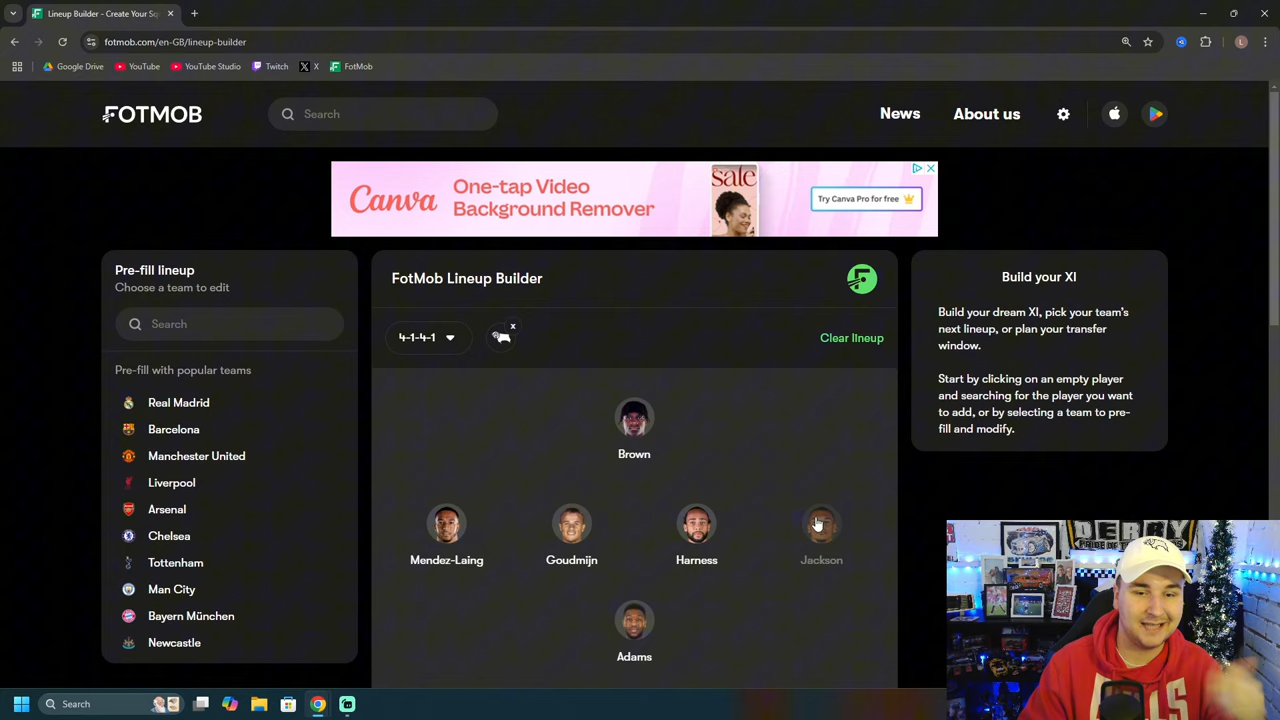 Lineup Builder - Create Your Sq
fotmob.com/en-GB/lineup-builder
L
Google Drive
YouTube
YouTube Studio
Twitch
X
FotMob
FOTMOB
Search
News
About us
Canva
One-tap Video
Background Remover
sale
Try Canva Pro for free
Pre-fill lineup
Choose a team to edit
Search
Pre-fill with popular teams
Real Madrid
Barcelona
Manchester United
Liverpool
Arsenal
Chelsea
Tottenham
Man City
Bayern München
Newcastle
FotMob Lineup Builder
4-1-4-1
x
Clear lineup
Brown
Mendez-Laing
Goudmijn
Harness
Jackson
Adams
Build your XI
Build your dream XI, pick your team's
next lineup, or plan your transfer
window.
Start by clicking on an empty player
and searching for the player you want
to add, or by selecting a team to pre-
fill and modify.
DERBY
PRIDE OF
Search